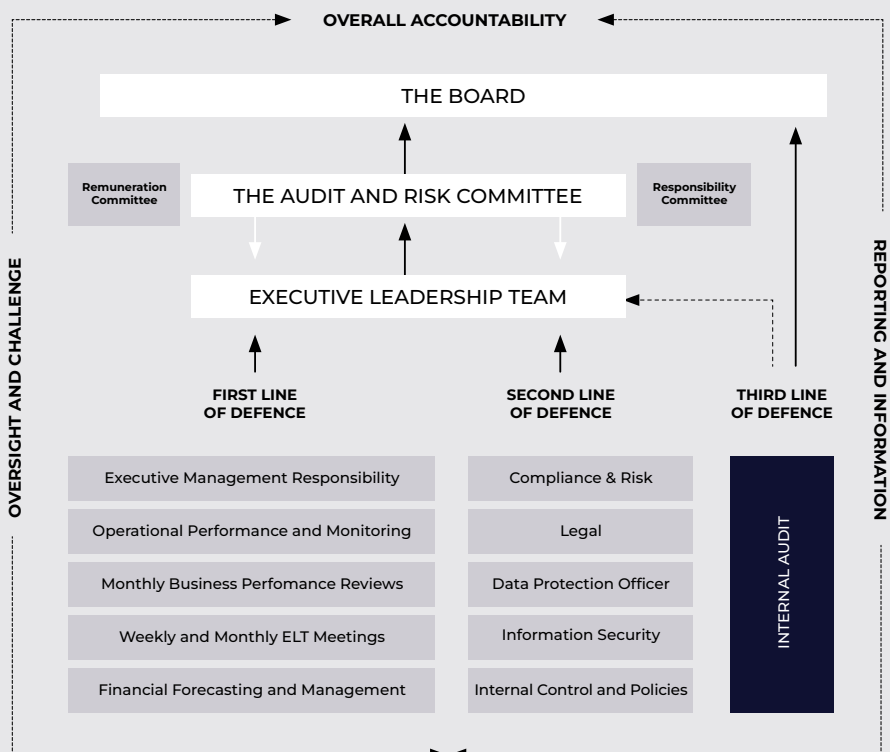 OVERALL ACCOUNTABILITY
THE BOARD
Remuneration
Committee
THE AUDIT AND RISK COMMITTEE
Responsibility
Committee
EXECUTIVE LEADERSHIP TEAM
OVERSIGHT AND CHALLENGE
REPORTING AND INFORMATION
FIRST LINE
OF DEFENCE
SECOND LINE
OF DEFENCE
THIRD LINE
OF DEFENCE
Executive Management Responsibility
Operational Performance and Monitoring
Monthly Business Perfomance Reviews
Weekly and Monthly ELT Meetings
Financial Forecasting and Management
Compliance & Risk
Legal
Data Protection Officer
Information Security
Internal Control and Policies
INTERNAL AUDIT